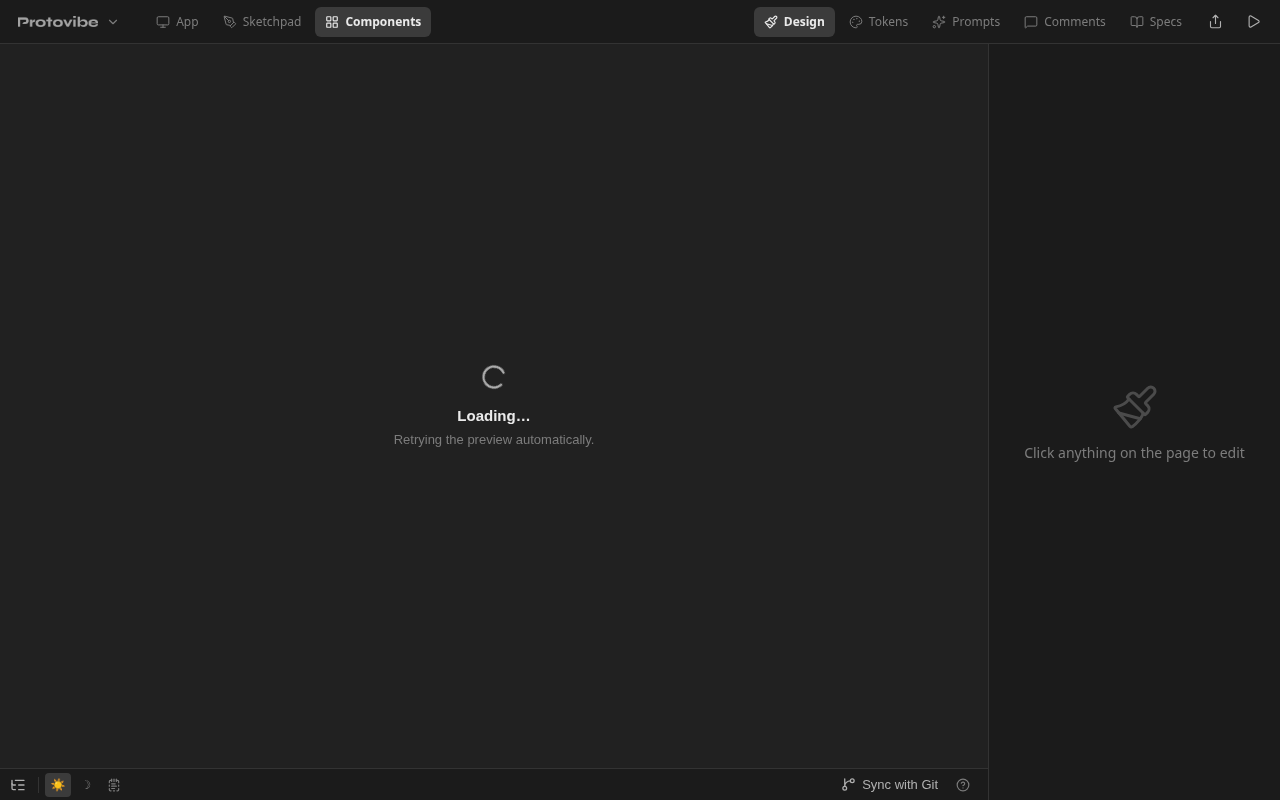 Protovibe
App
Sketchpad
Components
Design
Tokens
Prompts
Comments
Specs
Loading...
Retrying the preview automatically.
Click anything on the page to edit
Sync with Git